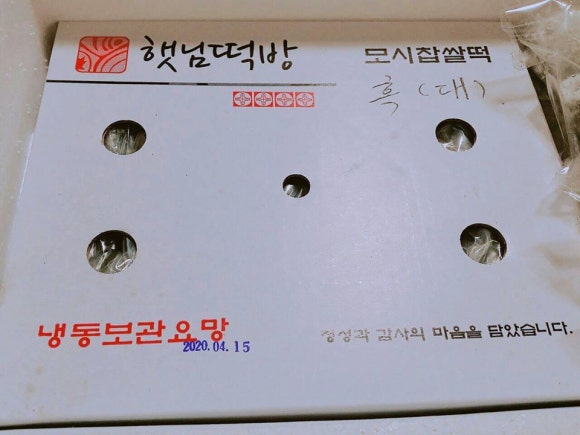 햇님떡방
모시찹쌀떡
흑 (대)
냉동보관요망
2020.04.15
정성과 감사의 마음을 담았습니다.